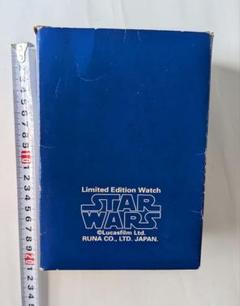 Limited Edition Watch
STAR
WARS
©Lucasfilm Ltd.
RUNA CO., LTD. JAPAN.